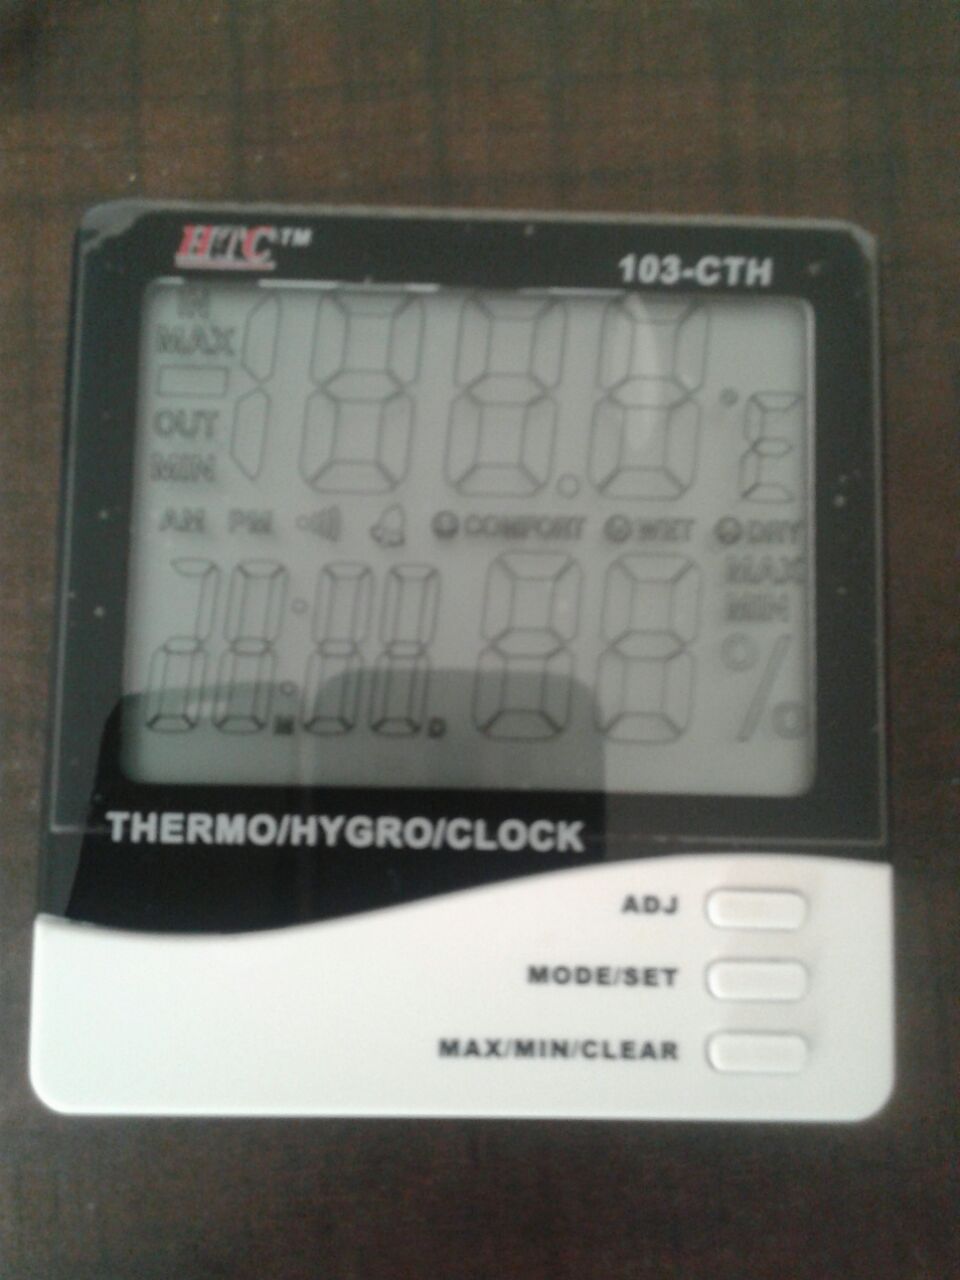 HTC™
103-CTH
IN
MAX
OUT
MIN
AM PM COMFORT WET DRY
MAX
MIN
%
M D
THERMO/HYGRO/CLOCK
ADJ
MODE/SET
MAX/MIN/CLEAR